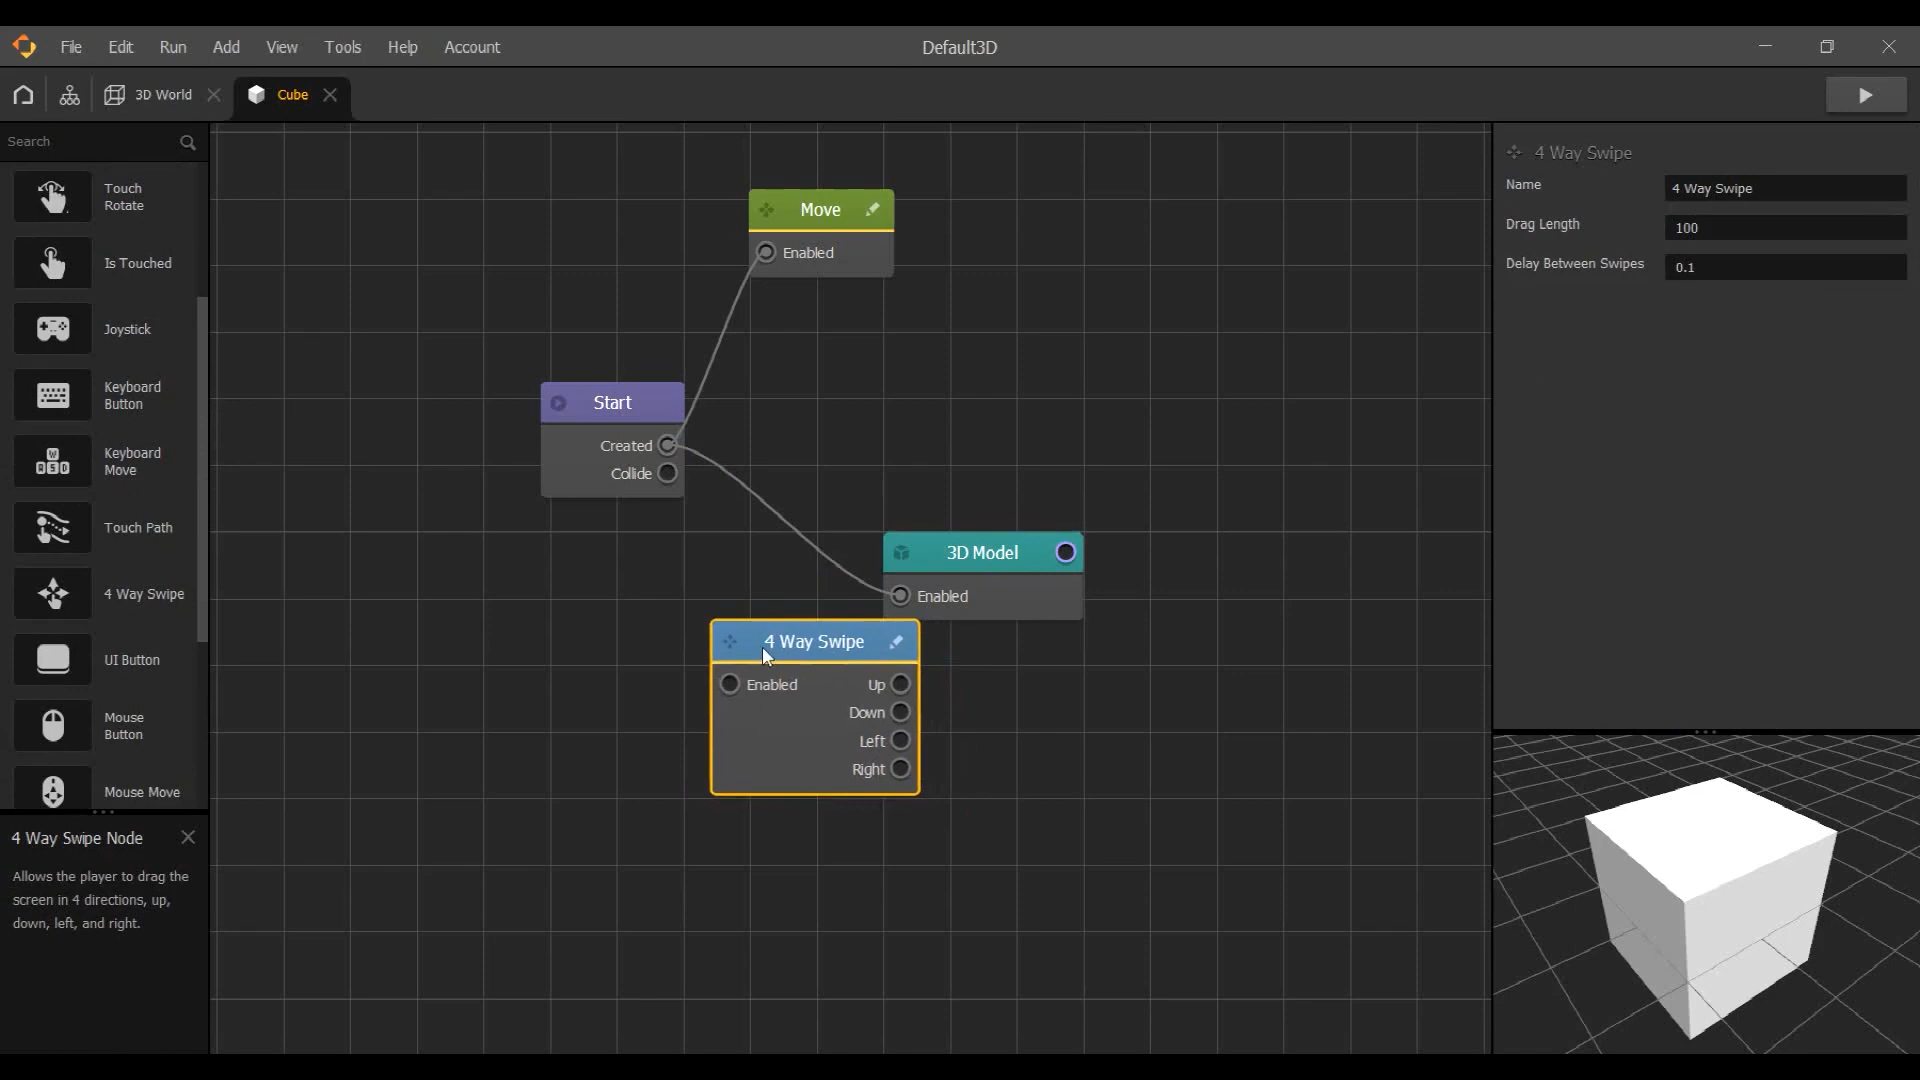 File Edit Run Add View Tools Help Account
Default3D
3D World
Cube
Search
Touch
Rotate
Is Touched
Joystick
Keyboard
Button
Keyboard
Move
W
A S D
Touch Path
4 Way Swipe
UI Button
Mouse
Button
Mouse Move
4 Way Swipe Node
Allows the player to drag the
screen in 4 directions, up,
down, left, and right.
Move
Enabled
Start
Created
Collide
3D Model
Enabled
4 Way Swipe
Enabled Up
Down
Left
Right
4 Way Swipe
Name 4 Way Swipe
Drag Length 100
Delay Between Swipes 0.1